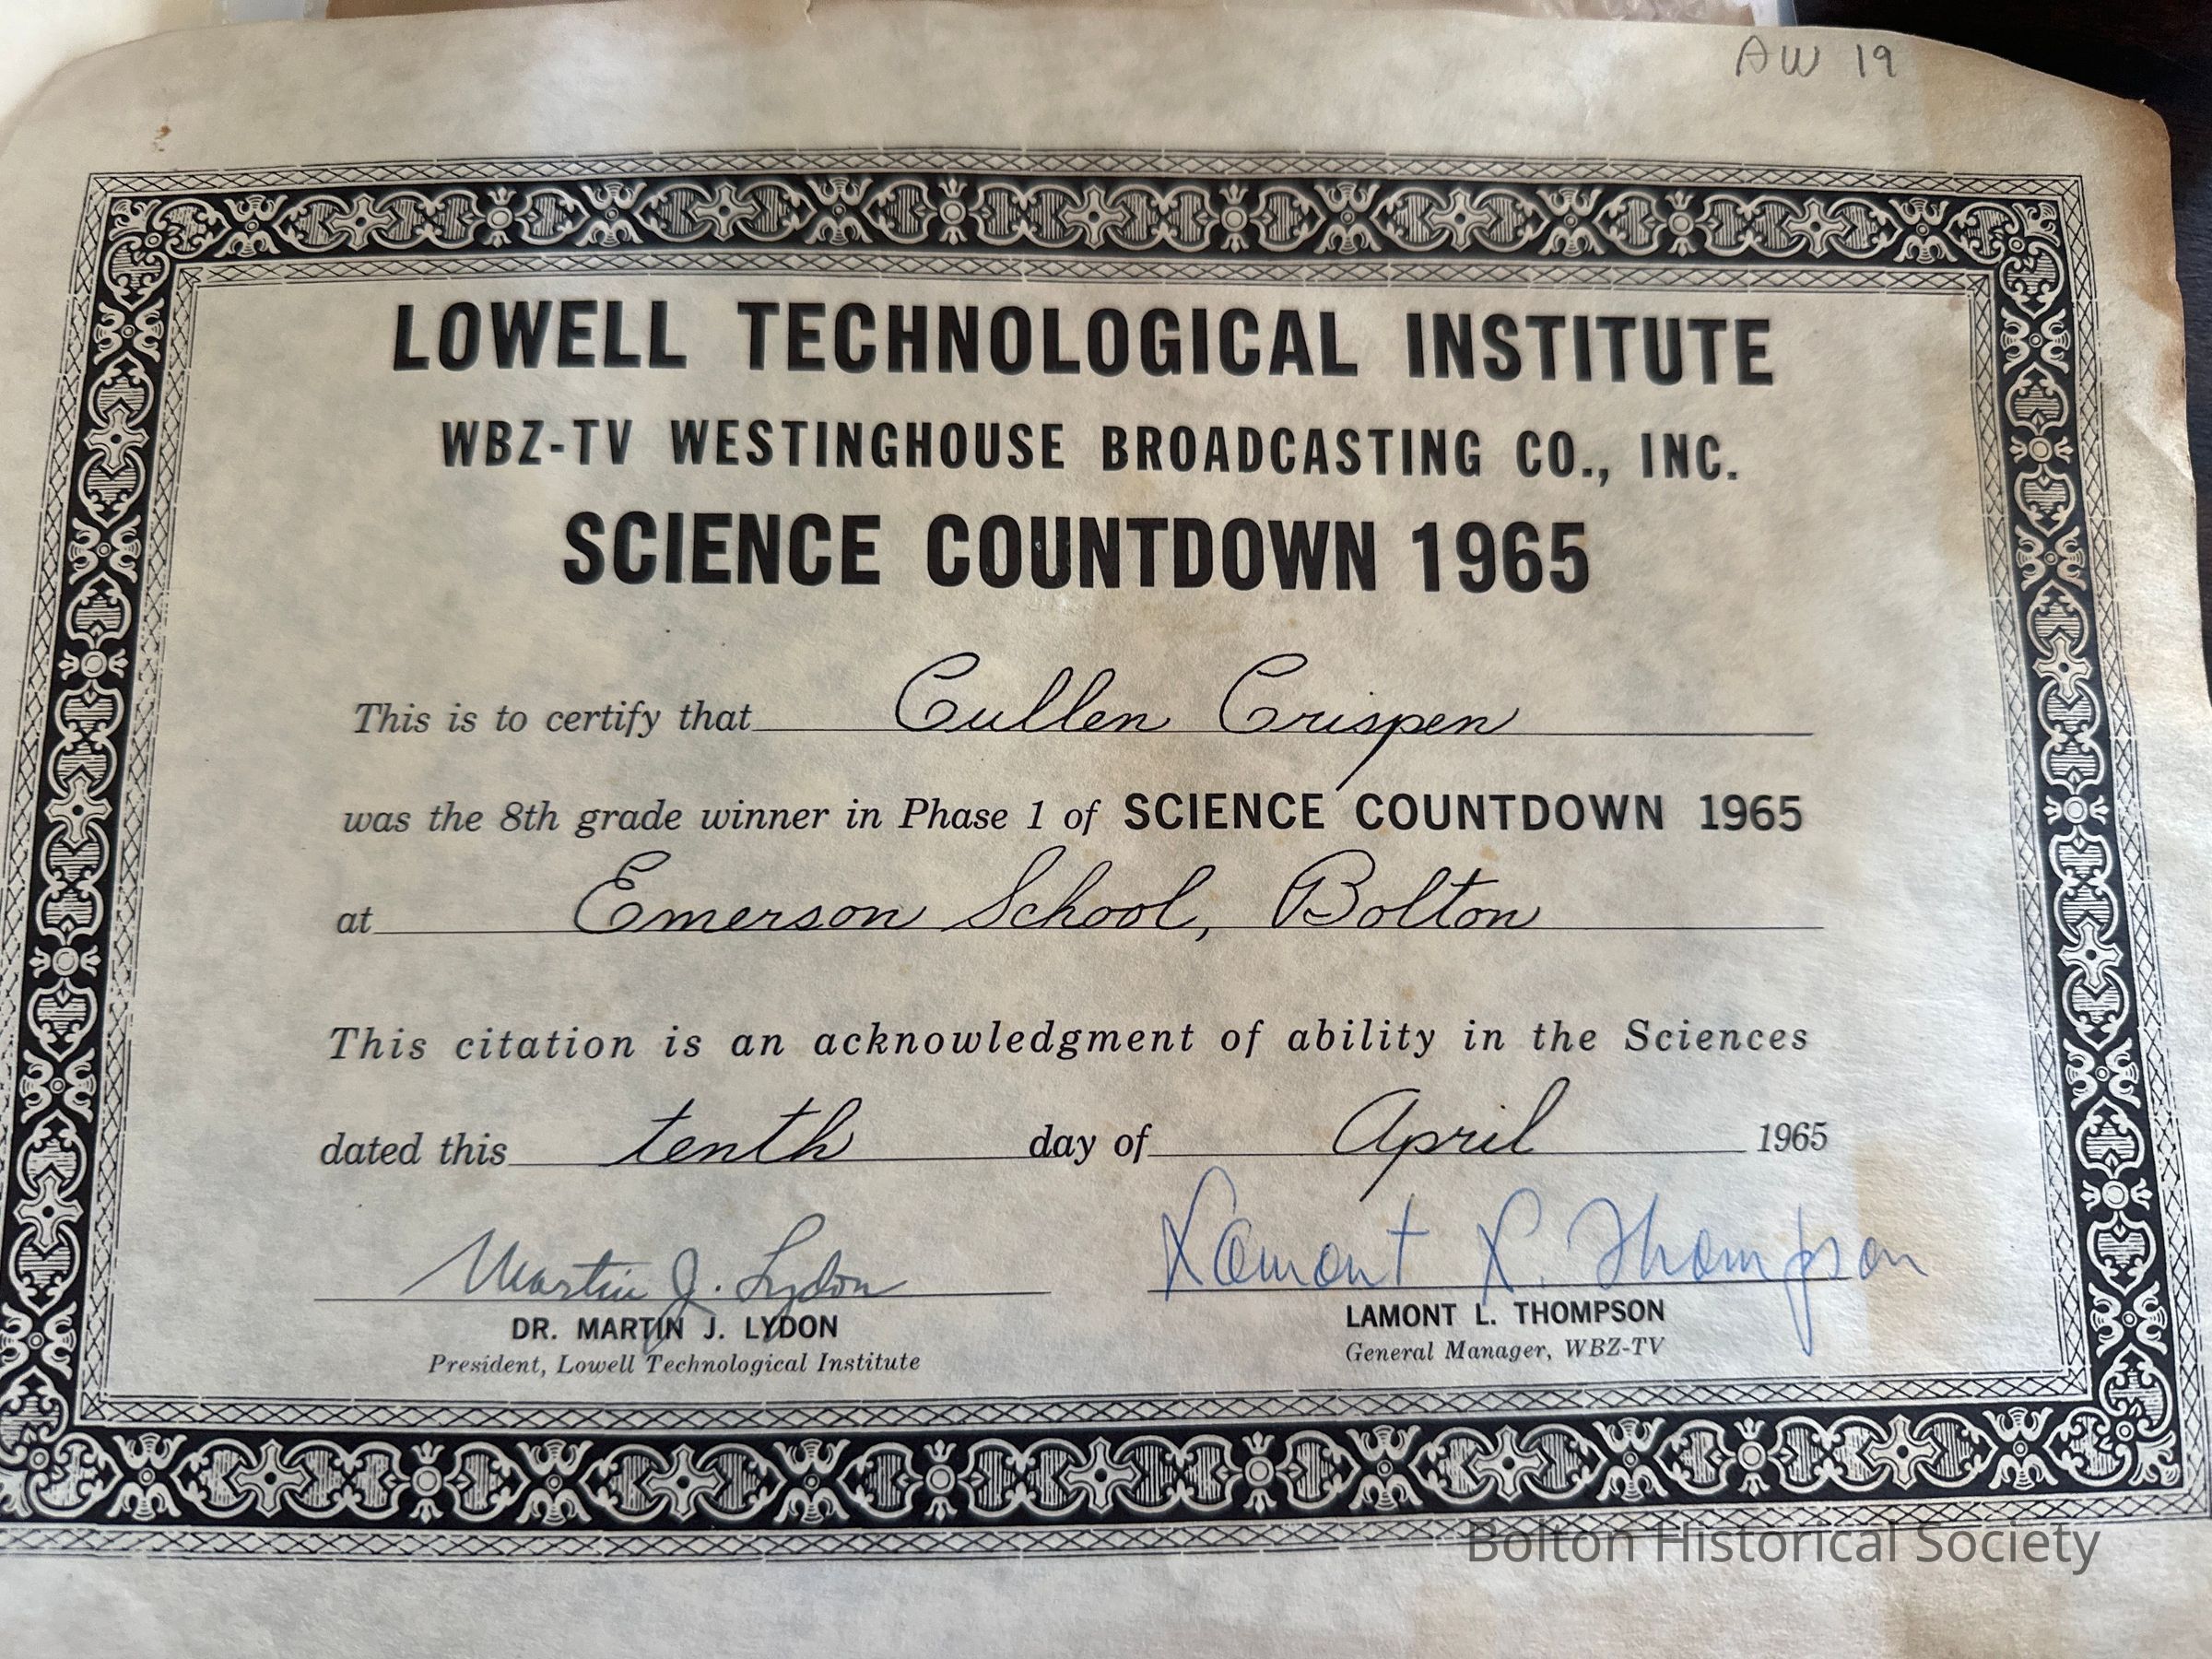 AW 19
LOWELL TECHNOLOGICAL INSTITUTE
WBZ-TV WESTINGHOUSE BROADCASTING CO., INC.
SCIENCE COUNTDOWN 1965
This is to certify that Cullen Crispen
was the 8th grade winner in Phase 1 of SCIENCE COUNTDOWN 1965
at Emerson School, Bolton
This citation is an acknowledgment of ability in the Sciences
dated this tenth day of April 1965
Martin J. Lydon Lamont L. Thompson
DR. MARTIN J. LYDON LAMONT L. THOMPSON
President, Lowell Technological Institute General Manager, WBZ-TV
Bolton Historical Society